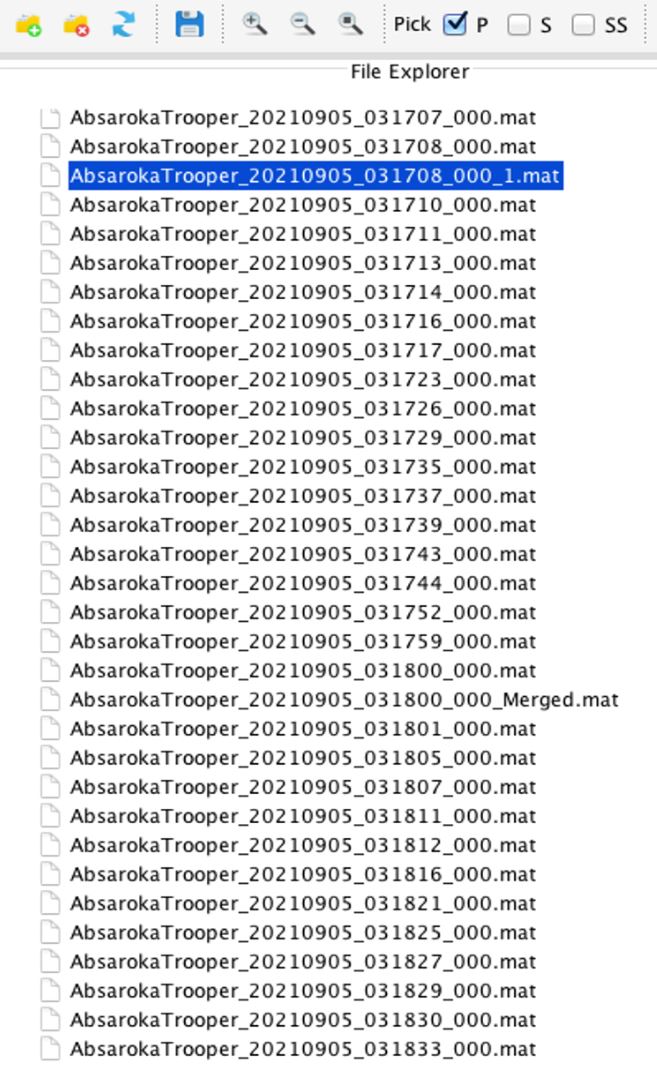 Pick P S SS
File Explorer
AbsarokaTrooper_20210905_031707_000.mat
AbsarokaTrooper_20210905_031708_000.mat
AbsarokaTrooper_20210905_031708_000_1.mat
AbsarokaTrooper_20210905_031710_000.mat
AbsarokaTrooper_20210905_031711_000.mat
AbsarokaTrooper_20210905_031713_000.mat
AbsarokaTrooper_20210905_031714_000.mat
AbsarokaTrooper_20210905_031716_000.mat
AbsarokaTrooper_20210905_031717_000.mat
AbsarokaTrooper_20210905_031723_000.mat
AbsarokaTrooper_20210905_031726_000.mat
AbsarokaTrooper_20210905_031729_000.mat
AbsarokaTrooper_20210905_031735_000.mat
AbsarokaTrooper_20210905_031737_000.mat
AbsarokaTrooper_20210905_031739_000.mat
AbsarokaTrooper_20210905_031743_000.mat
AbsarokaTrooper_20210905_031744_000.mat
AbsarokaTrooper_20210905_031752_000.mat
AbsarokaTrooper_20210905_031759_000.mat
AbsarokaTrooper_20210905_031800_000.mat
AbsarokaTrooper_20210905_031800_000_Merged.mat
AbsarokaTrooper_20210905_031801_000.mat
AbsarokaTrooper_20210905_031805_000.mat
AbsarokaTrooper_20210905_031807_000.mat
AbsarokaTrooper_20210905_031811_000.mat
AbsarokaTrooper_20210905_031812_000.mat
AbsarokaTrooper_20210905_031816_000.mat
AbsarokaTrooper_20210905_031821_000.mat
AbsarokaTrooper_20210905_031825_000.mat
AbsarokaTrooper_20210905_031827_000.mat
AbsarokaTrooper_20210905_031829_000.mat
AbsarokaTrooper_20210905_031830_000.mat
AbsarokaTrooper_20210905_031833_000.mat